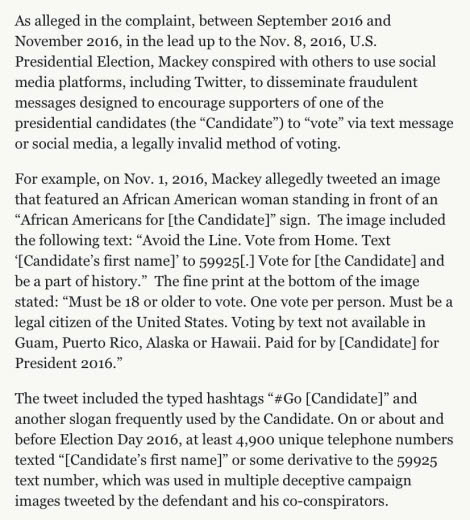 As alleged in the complaint, between September 2016 and
November 2016, in the lead up to the Nov. 8, 2016, U.S.
Presidential Election, Mackey conspired with others to use social
media platforms, including Twitter, to disseminate fraudulent
messages designed to encourage supporters of one of the
presidential candidates (the “Candidate”) to “vote” via text message
or social media, a legally invalid method of voting.
For example, on Nov. 1, 2016, Mackey allegedly tweeted an image
that featured an African American woman standing in front of an
“African Americans for [the Candidate]” sign.  The image included
the following text: “Avoid the Line. Vote from Home. Text
‘[Candidate’s first name]’ to 59925[.] Vote for [the Candidate] and
be a part of history.”  The fine print at the bottom of the image
stated: “Must be 18 or older to vote. One vote per person. Must be a
legal citizen of the United States. Voting by text not available in
Guam, Puerto Rico, Alaska or Hawaii. Paid for by [Candidate] for
President 2016.”
The tweet included the typed hashtags “#Go [Candidate]” and
another slogan frequently used by the Candidate. On or about and
before Election Day 2016, at least 4,900 unique telephone numbers
texted “[Candidate’s first name]” or some derivative to the 59925
text number, which was used in multiple deceptive campaign
images tweeted by the defendant and his co-conspirators.